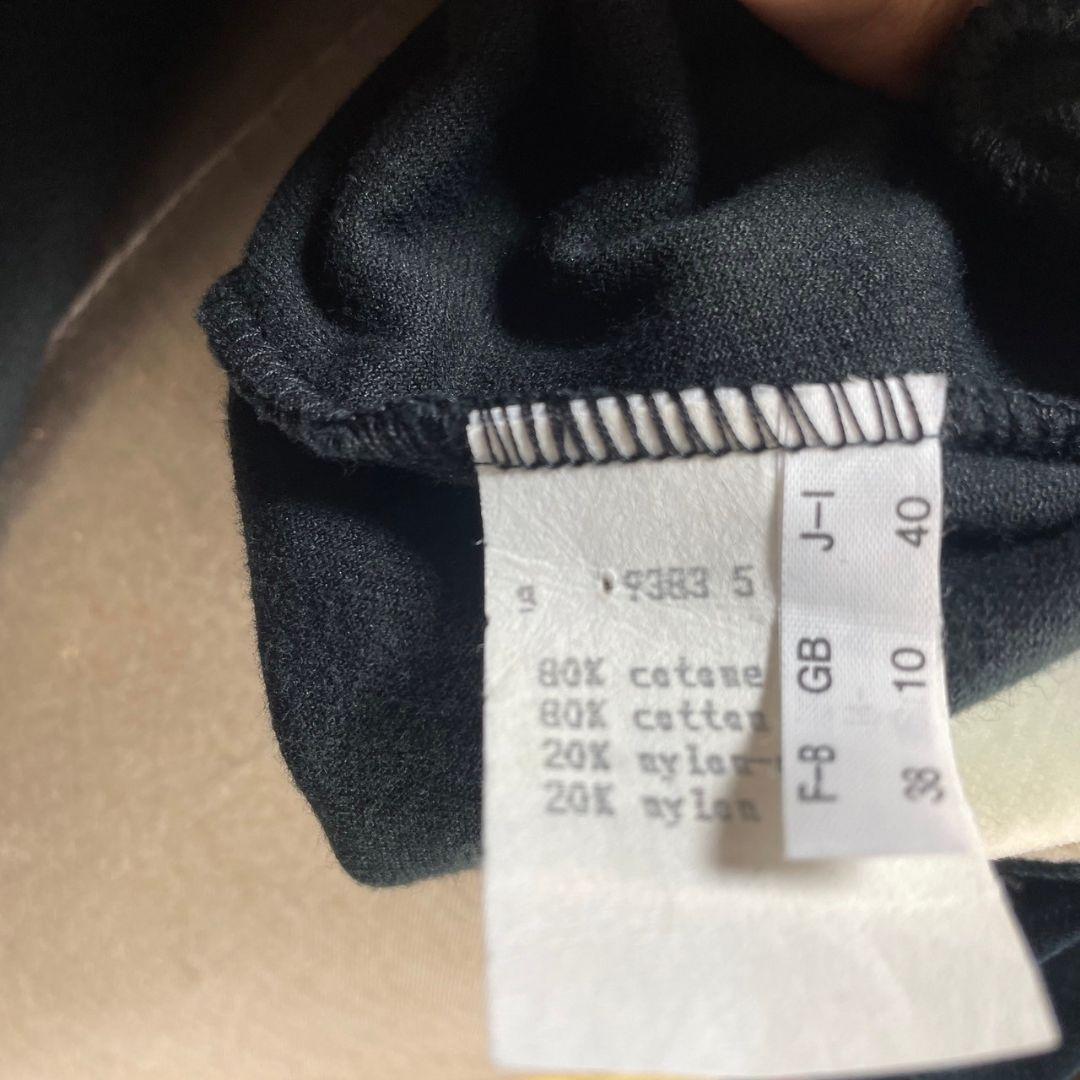 9383 5
80% cotone
80% cotton
20% nylon
20% nylon
J-I 40
GB 10
F-B 38